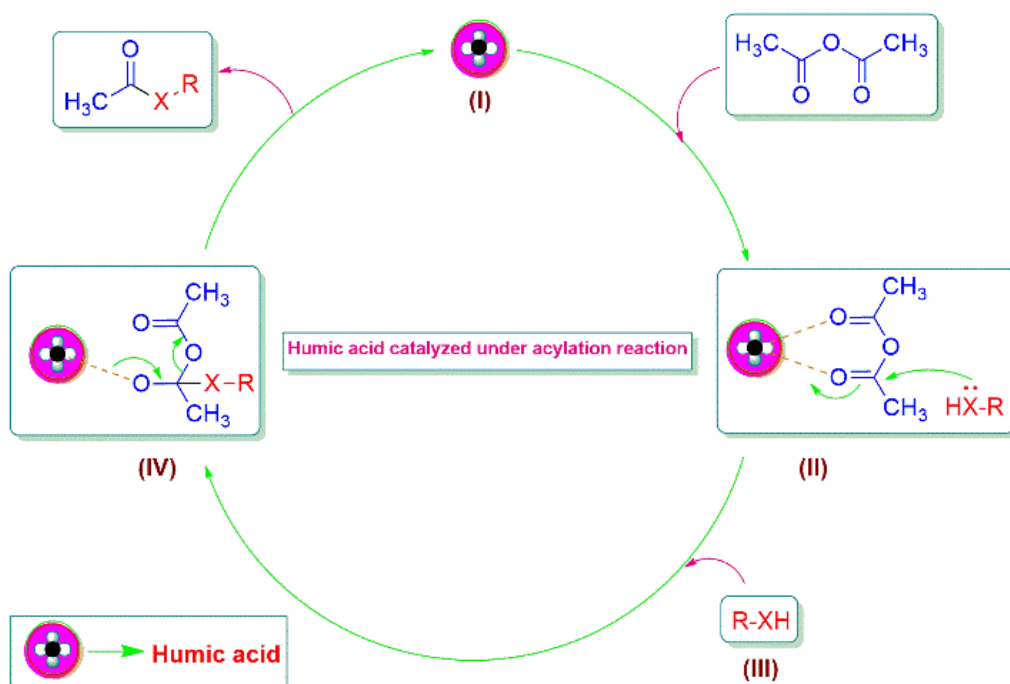 O
H₃C
X
R
(I)
H₃C
O
CH₃
O
O
CH₃
O
O
O
X-R
CH₃
(IV)
Humic acid catalyzed under acylation reaction
CH₃
O
O
O
CH₃
HX-R
(II)
R-XH
(III)
Humic acid